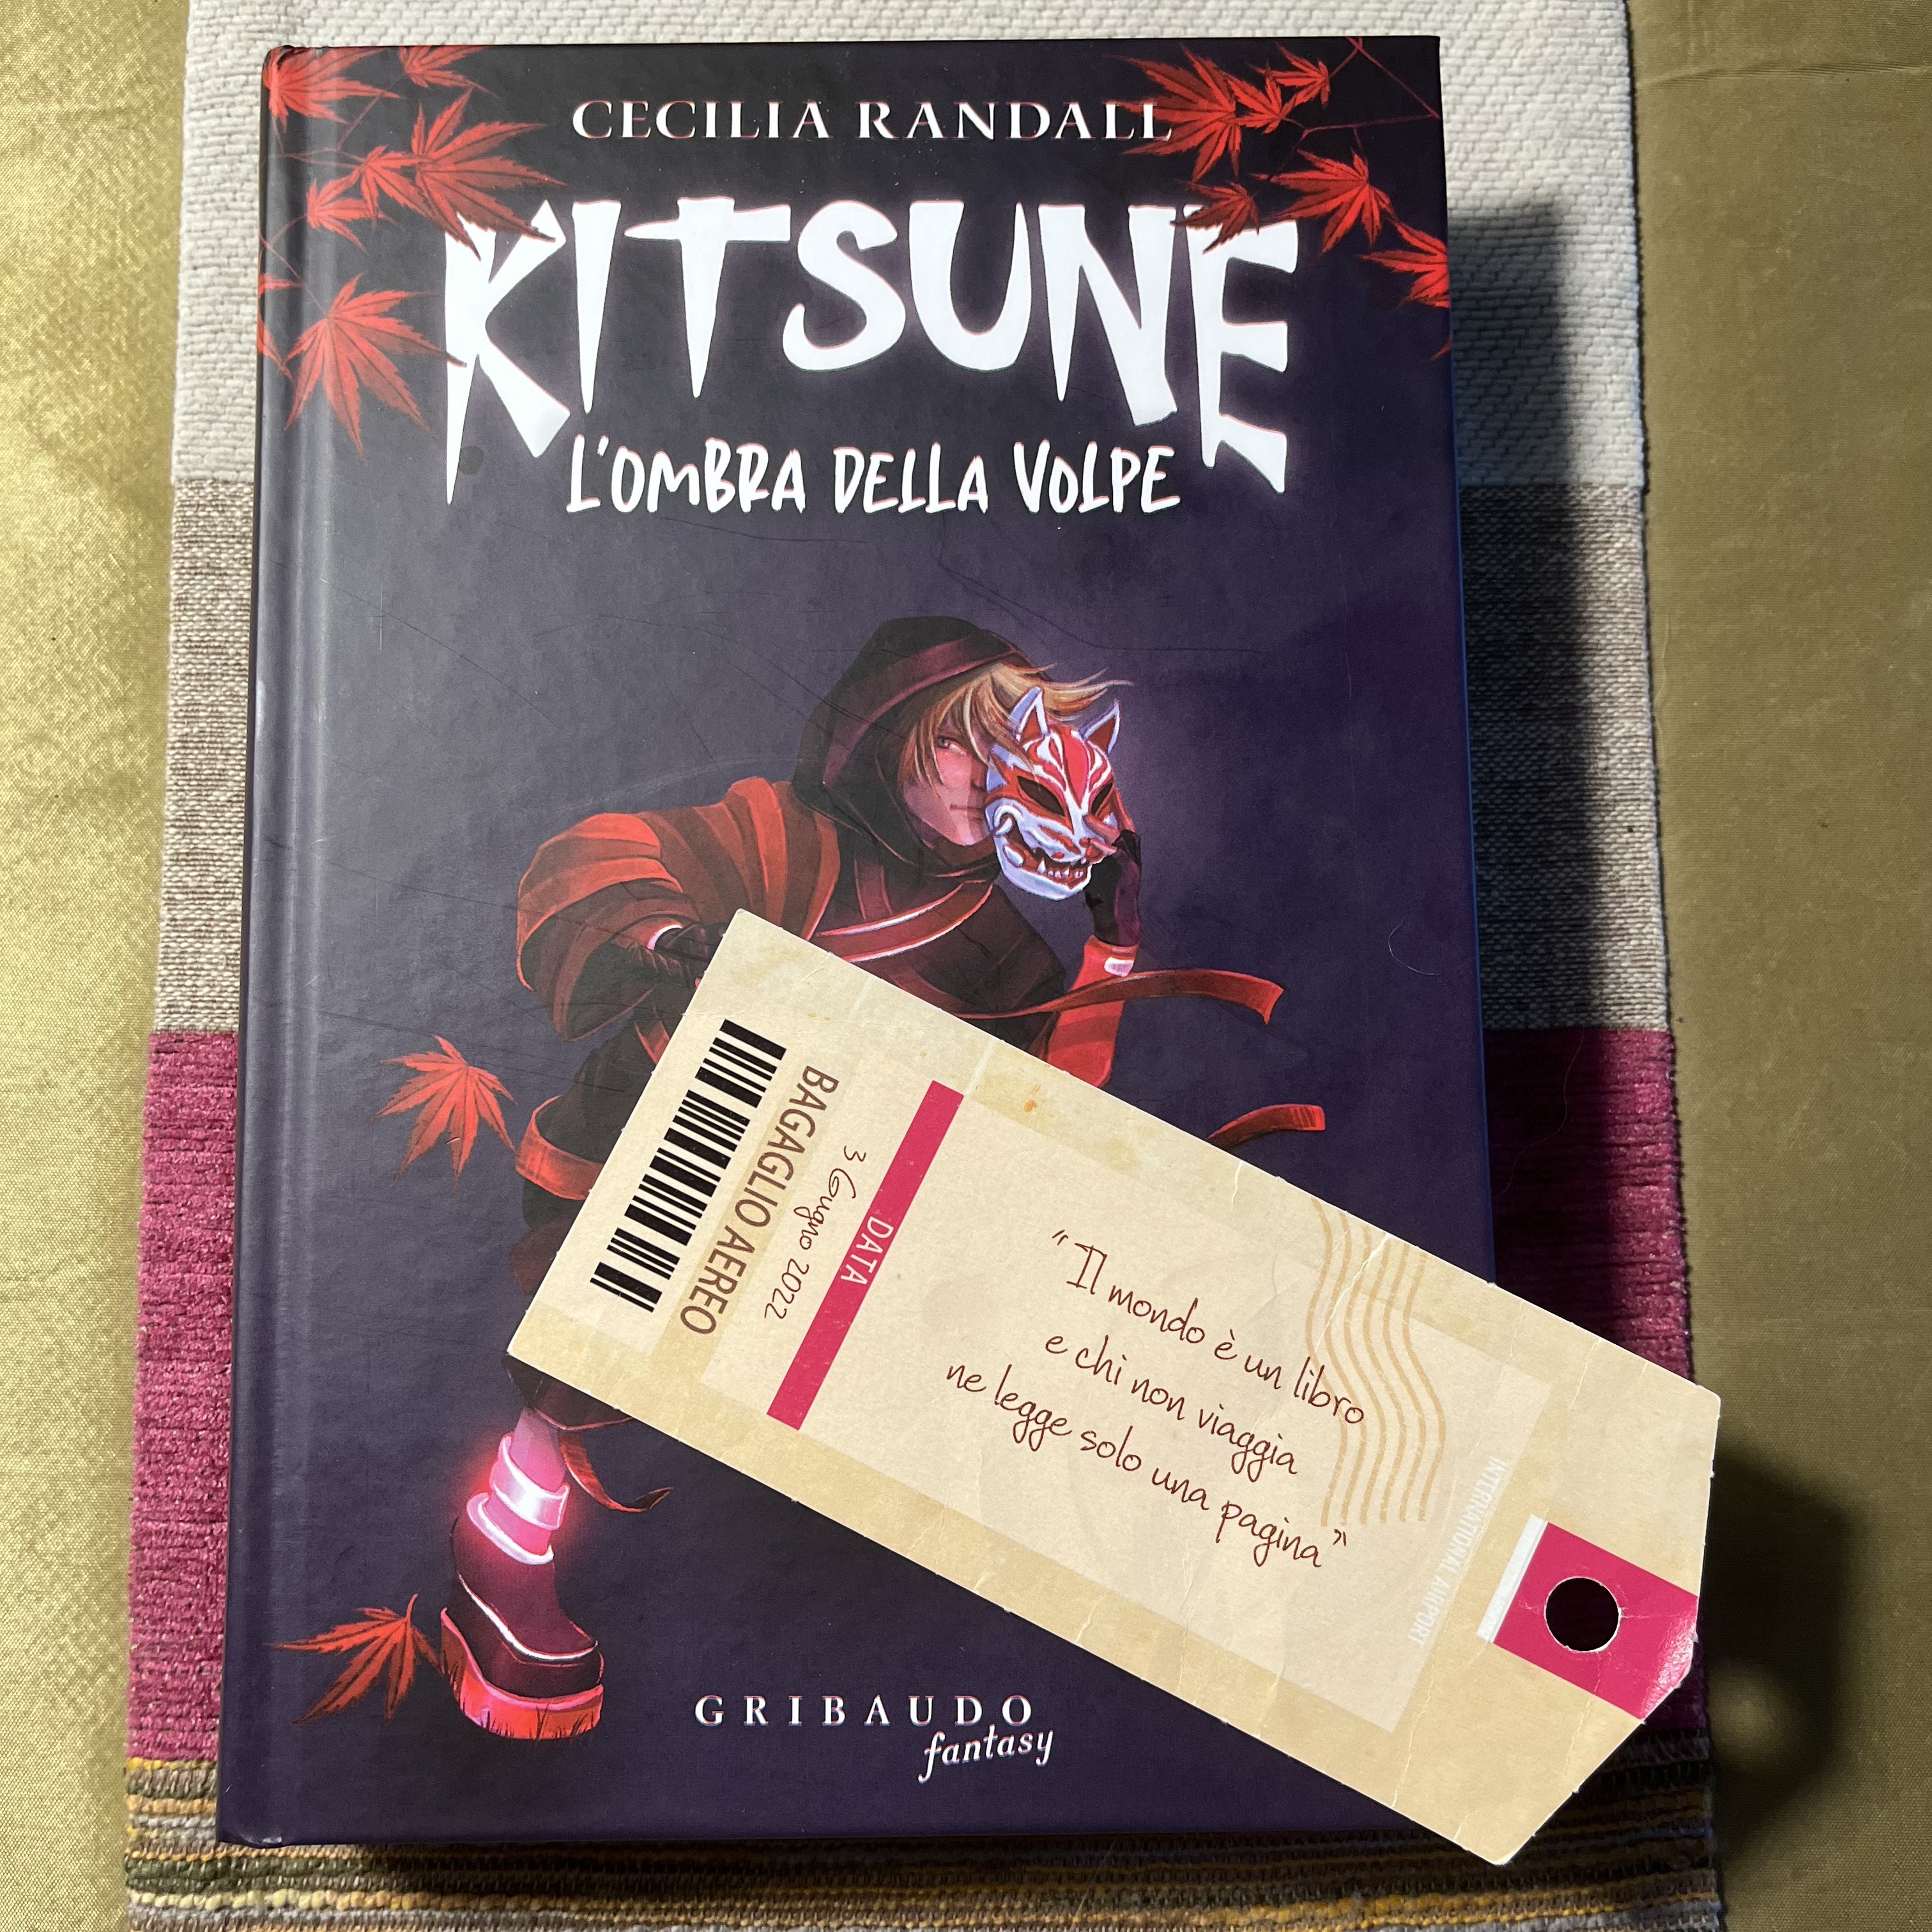 CECILIA RANDALL
KITSUNE
L'OMBRA DELLA VOLPE
BAGAGLIO AEREO
3 Giugno 2022
DATA
"Il mondo è un libro
e chi non viaggia
ne legge solo una pagina"
INTERNATIONAL AIRPORT
GRIBAUDO
fantasy